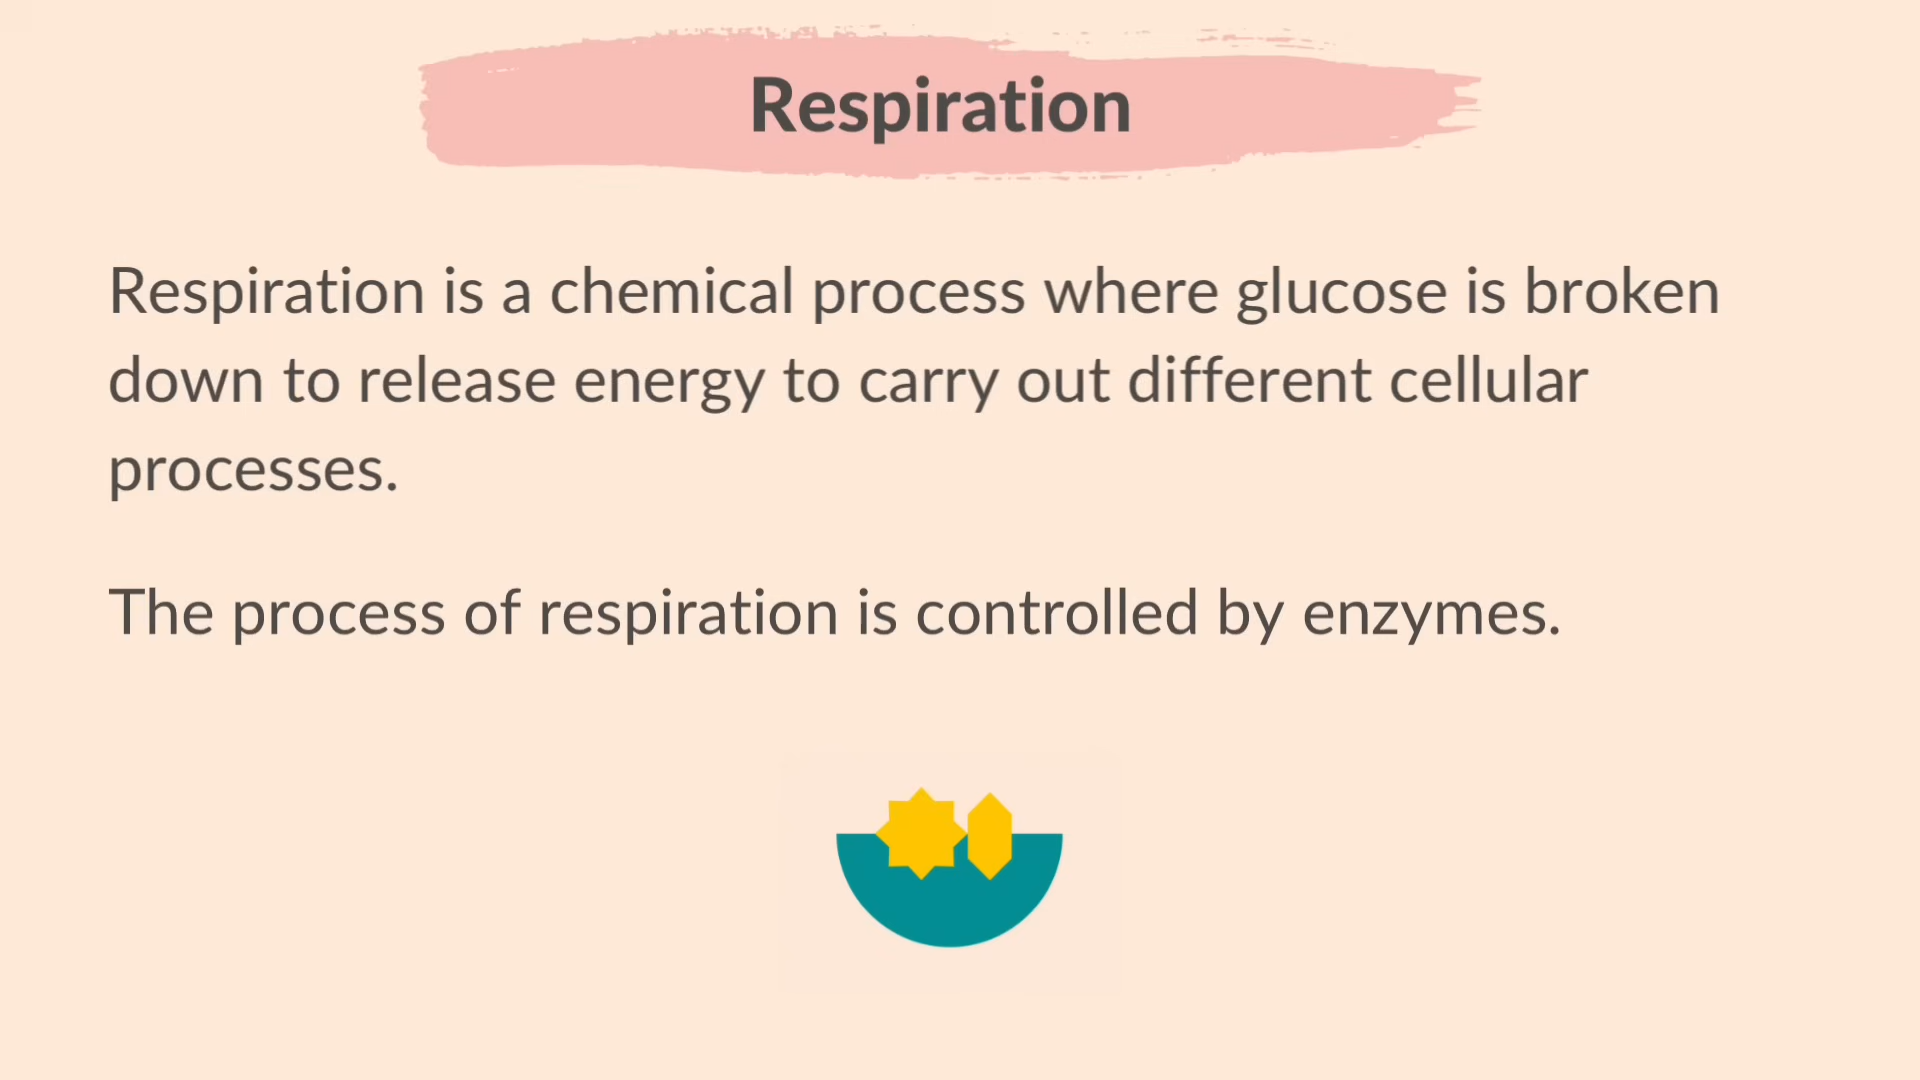 Respiration
Respiration is a chemical process where glucose is broken
down to release energy to carry out different cellular
processes.
The process of respiration is controlled by enzymes.